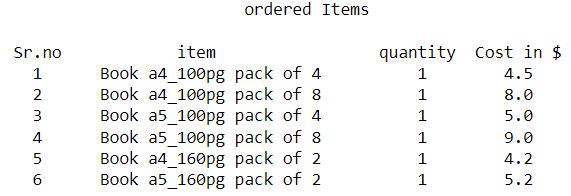 ordered Items
Sr.no item quantity Cost in $
1 Book a4_100pg pack of 4 1 4.5
2 Book a4_100pg pack of 8 1 8.0
3 Book a5_100pg pack of 4 1 5.0
4 Book a5_100pg pack of 8 1 9.0
5 Book a4_160pg pack of 2 1 4.2
6 Book a5_160pg pack of 2 1 5.2